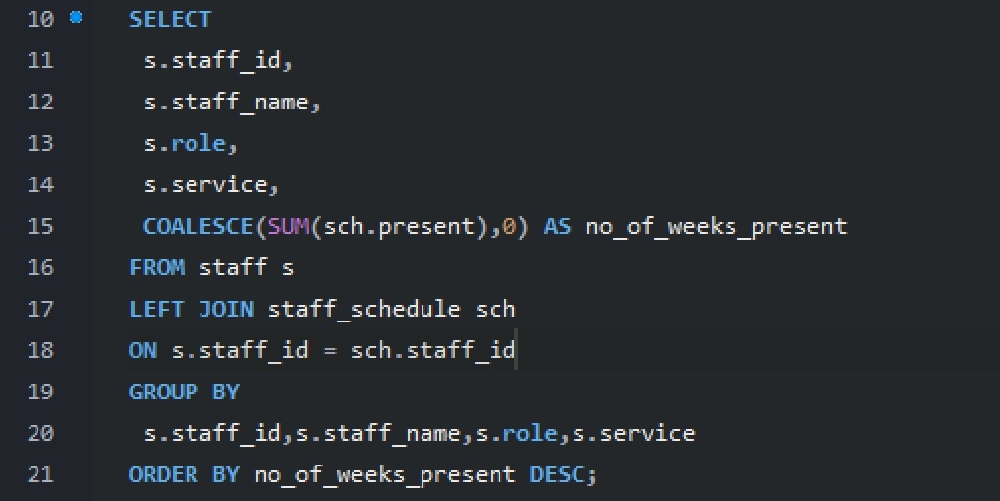 10 SELECT
11 s.staff_id,
12 s.staff_name,
13 s.role,
14 s.service,
15 COALESCE(SUM(sch.present),0) AS no_of_weeks_present
16 FROM staff s
17 LEFT JOIN staff_schedule sch
18 ON s.staff_id = sch.staff_id
19 GROUP BY
20 s.staff_id,s.staff_name,s.role,s.service
21 ORDER BY no_of_weeks_present DESC;